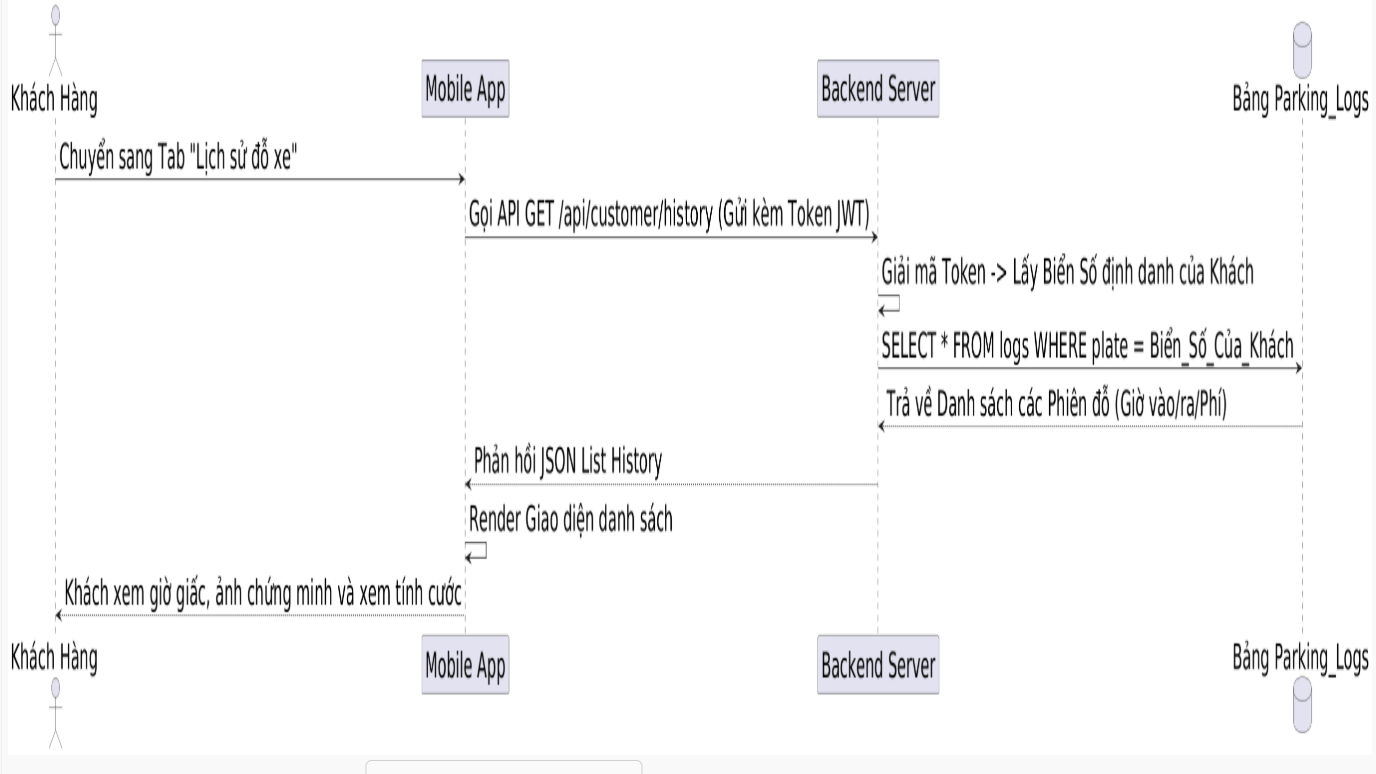 Khách Hàng
Mobile App
Backend Server
Bảng Parking_Logs
Chuyển sang Tab "Lịch sử đỗ xe"
Gọi API GET /api/customer/history (Gửi kèm Token JWT)
Giải mã Token -> Lấy Biển Số định danh của Khách
SELECT * FROM logs WHERE plate = Biển_Số_Của_Khách
Trả về Danh sách các Phiên đỗ (Giờ vào/ra/Phí)
Phản hồi JSON List History
Render Giao diện danh sách
Khách xem giờ giấc, ảnh chứng minh và xem tính cước
Khách Hàng
Mobile App
Backend Server
Bảng Parking_Logs